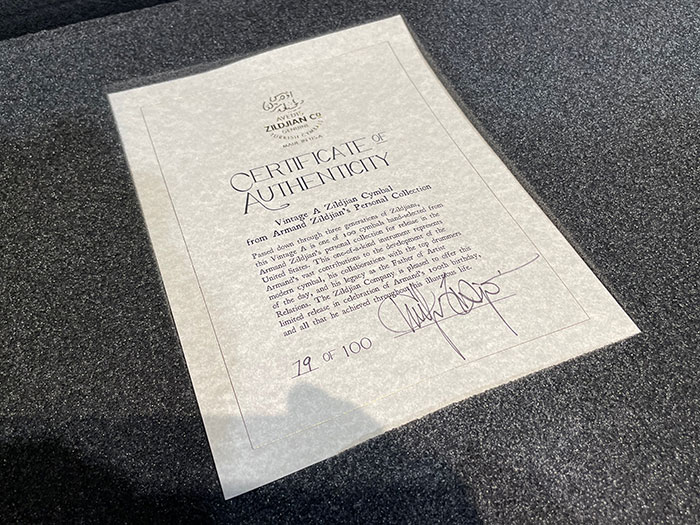 AVEDIS
ZILDJIAN CO
GENUINE
TURKISH CYMBALS
MADE IN U.S.A.
CERTIFICATE OF
AUTHENTICITY
Vintage A Zildjian Cymbal
from Armand Zildjian's Personal Collection
Passed down through three generations of Zildjians,
this Vintage A is one of 100 cymbals hand-selected from
Armand Zildjian's personal collection for release in the
United States. This one-of-a-kind instrument represents
Armand's vast contributions to the development of the
modern cymbal, his collaborations with the top drummers
of the day, and his legacy as the Father of Artist
Relations. The Zildjian Company is pleased to offer this
limited release in celebration of Armand's 100th birthday,
and all that he achieved throughout his illustrious life.
19 OF 100